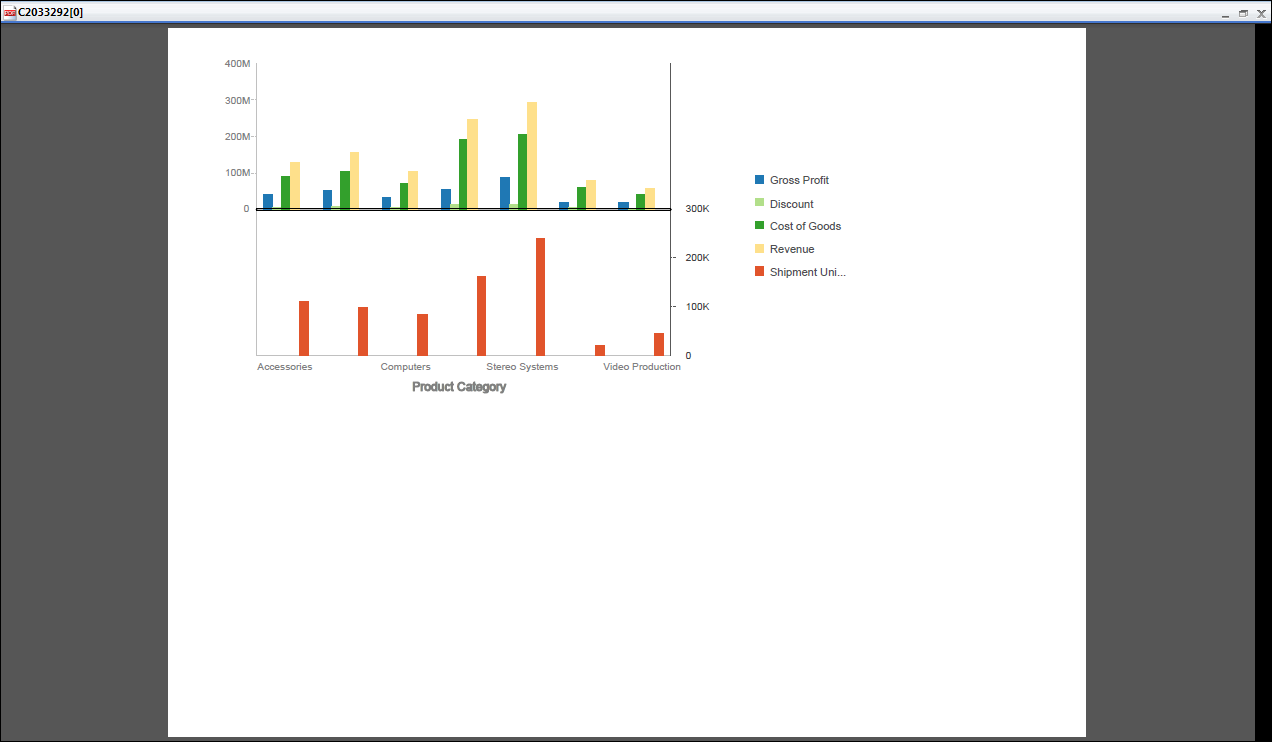 C2033292[0]
400M
300M
200M
100M
0
300K
200K
100K
0
Accessories Computers Stereo Systems Video Production
Product Category
Gross Profit
Discount
Cost of Goods
Revenue
Shipment Uni...